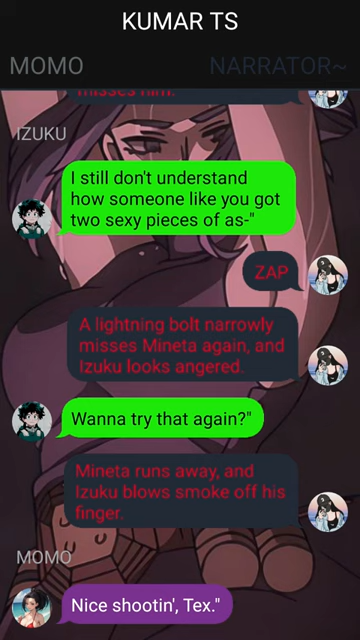 KUMAR TS
MOMO
NARRATOR~
misses him.
IZUKU
I still don't understand
how someone like you got
two sexy pieces of as-"
ZAP
A lightning bolt narrowly
misses Mineta again, and
Izuku looks angered.
Wanna try that again?"
Mineta runs away, and
Izuku blows smoke off his
finger.
MOMO
Nice shootin', Tex."